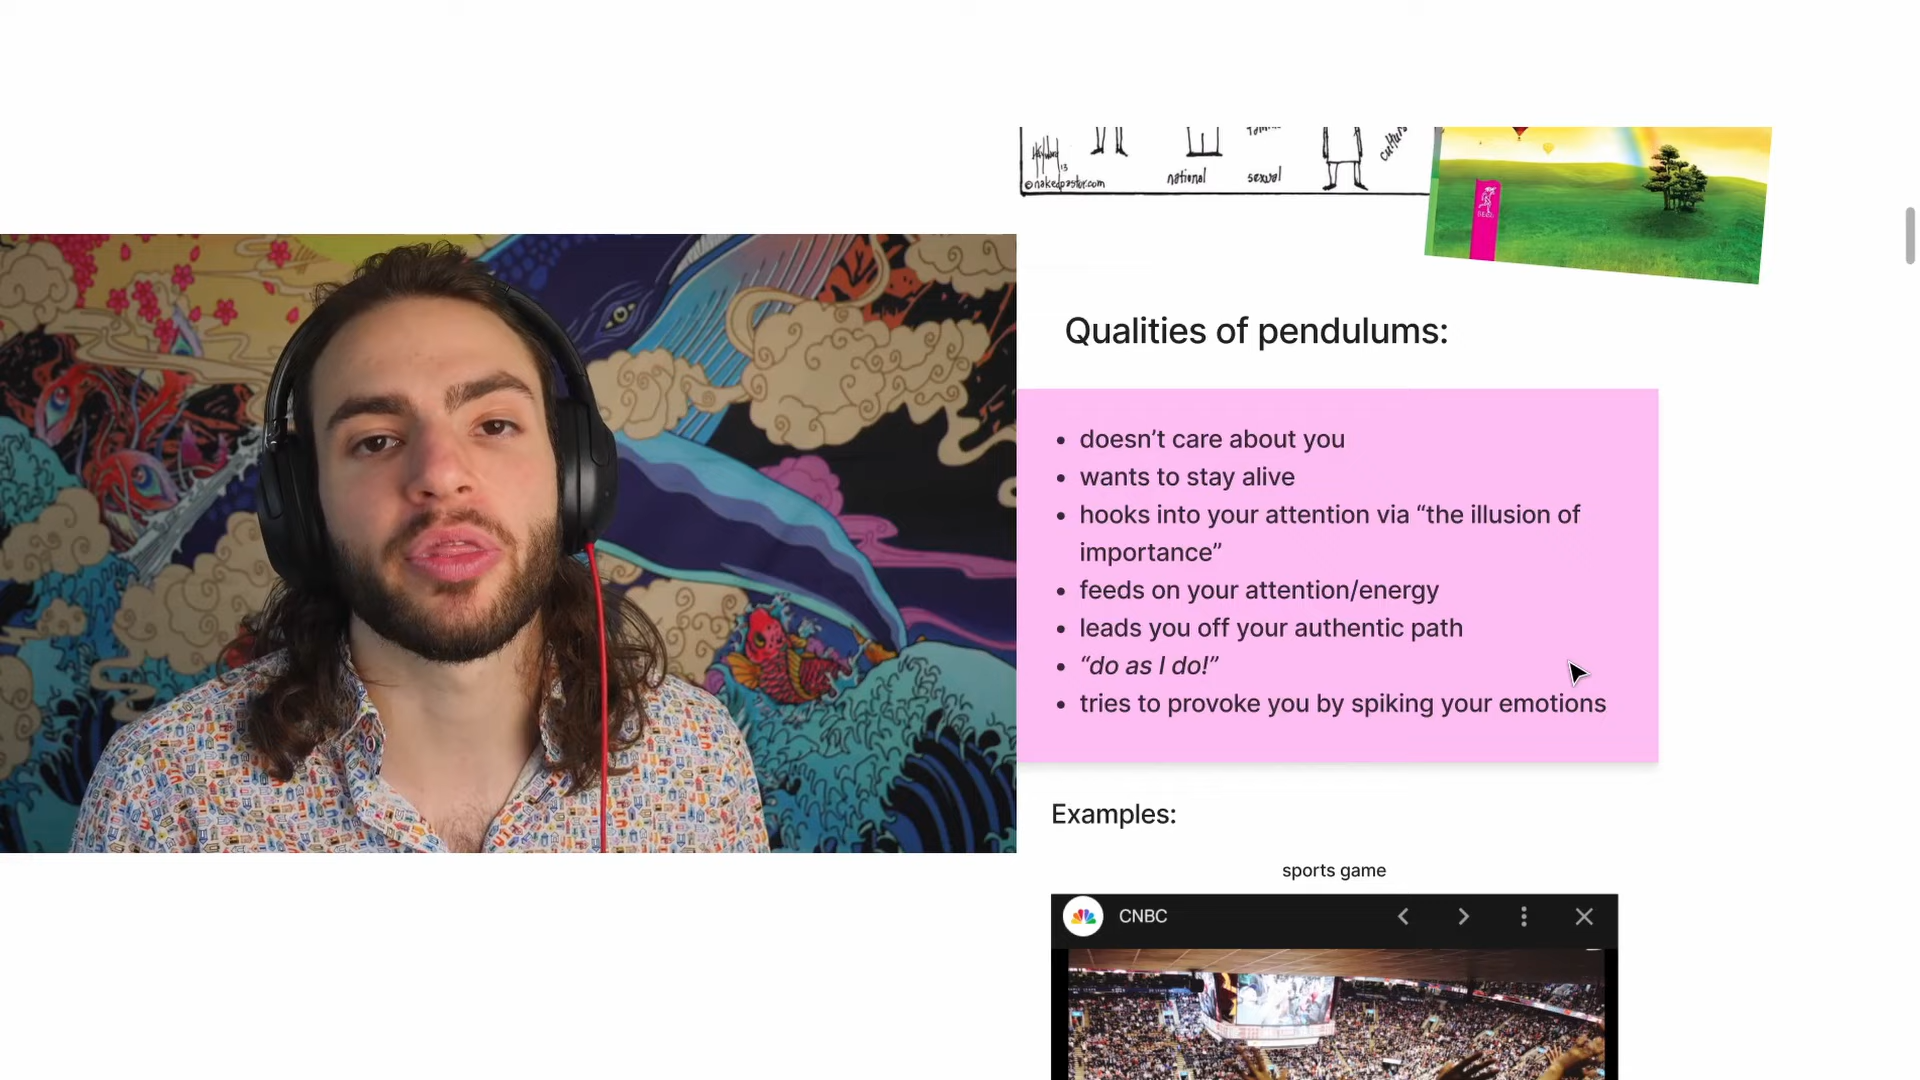 ©nakedpastor.com
national
sexual
Qualities of pendulums:
• doesn’t care about you
• wants to stay alive
• hooks into your attention via “the illusion of
importance”
• feeds on your attention/energy
• leads you off your authentic path
• “do as I do!”
• tries to provoke you by spiking your emotions
Examples:
sports game
CNBC